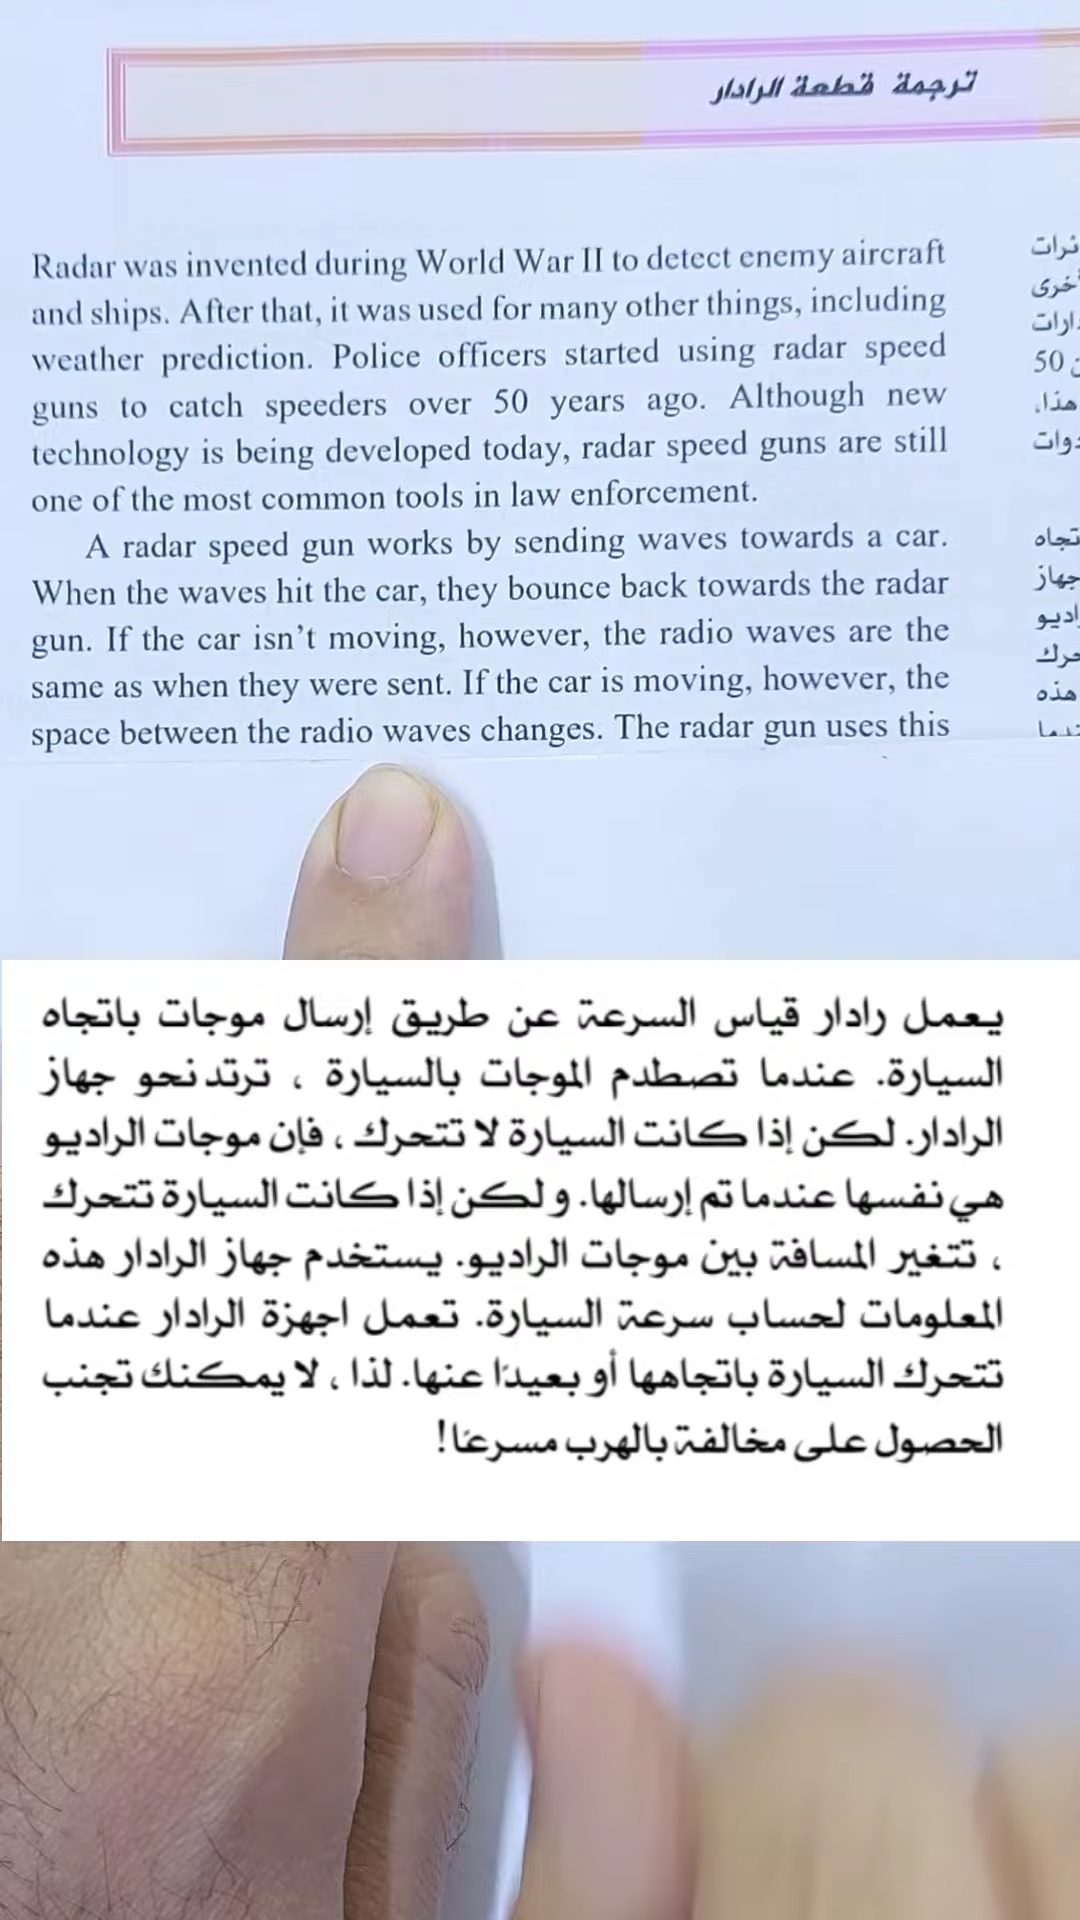 ترجمة قطعة الرادار
Radar was invented during World War II to detect enemy aircraft
and ships. After that, it was used for many other things, including
weather prediction. Police officers started using radar speed
guns to catch speeders over 50 years ago. Although new
technology is being developed today, radar speed guns are still
one of the most common tools in law enforcement.
A radar speed gun works by sending waves towards a car.
When the waves hit the car, they bounce back towards the radar
gun. If the car isn't moving, however, the radio waves are the
same as when they were sent. If the car is moving, however, the
space between the radio waves changes. The radar gun uses this
50
هذا،
هذه
يعمل رادار قياس السرعة عن طريق إرسال موجات باتجاه
السيارة. عندما تصطدم الموجات بالسيارة ، ترتد نحو جهاز
الرادار. لكن إذا كانت السيارة لا تتحرك ، فإن موجات الراديو
هي نفسها عندما تم إرسالها. و لكن إذا كانت السيارة تتحرك
، تتغير المسافة بين موجات الراديو. يستخدم جهاز الرادار هذه
المعلومات لحساب سرعة السيارة. تعمل اجهزة الرادار عندما
تتحرك السيارة باتجاهها أو بعيدًا عنها. لذا ، لا يمكنك تجنب
الحصول على مخالفة بالهرب مسرعًا!